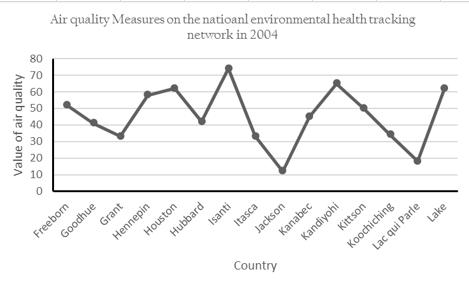 Air quality Measures on the natioanl environmental health tracking
network in 2004
Value of air quality
80
70
60
50
40
30
20
10
0
Freeborn
Goodhue
Grant
Hennepin
Houston
Hubbard
Isanti
Itasca
Jackson
Kanabec
Kandiyohi
Kittson
Koochiching
Lac qui Parle
Lake
Country